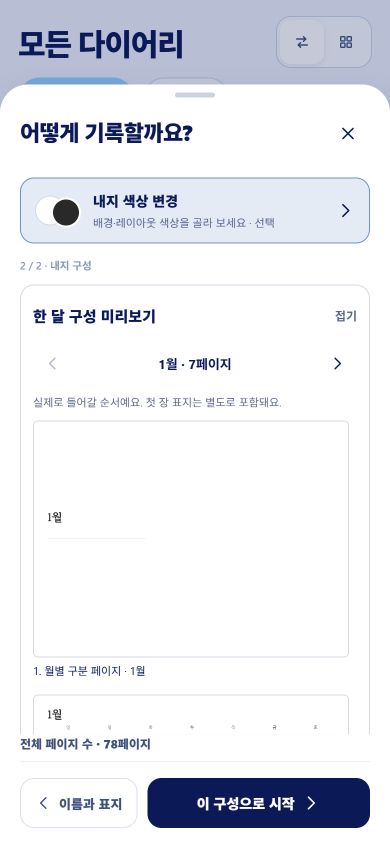 모든 다이어리
어떻게 기록할까요?
내지 색상 변경
배경·레이아웃 색상을 골라 보세요 · 선택
2 / 2 · 내지 구성
한 달 구성 미리보기
접기
1월 · 7페이지
실제로 들어갈 순서예요. 첫 장 표지는 별도로 포함돼요.
1월
1. 월별 구분 페이지 · 1월
1월
전체 페이지 수 · 78페이지
이름과 표지
이 구성으로 시작